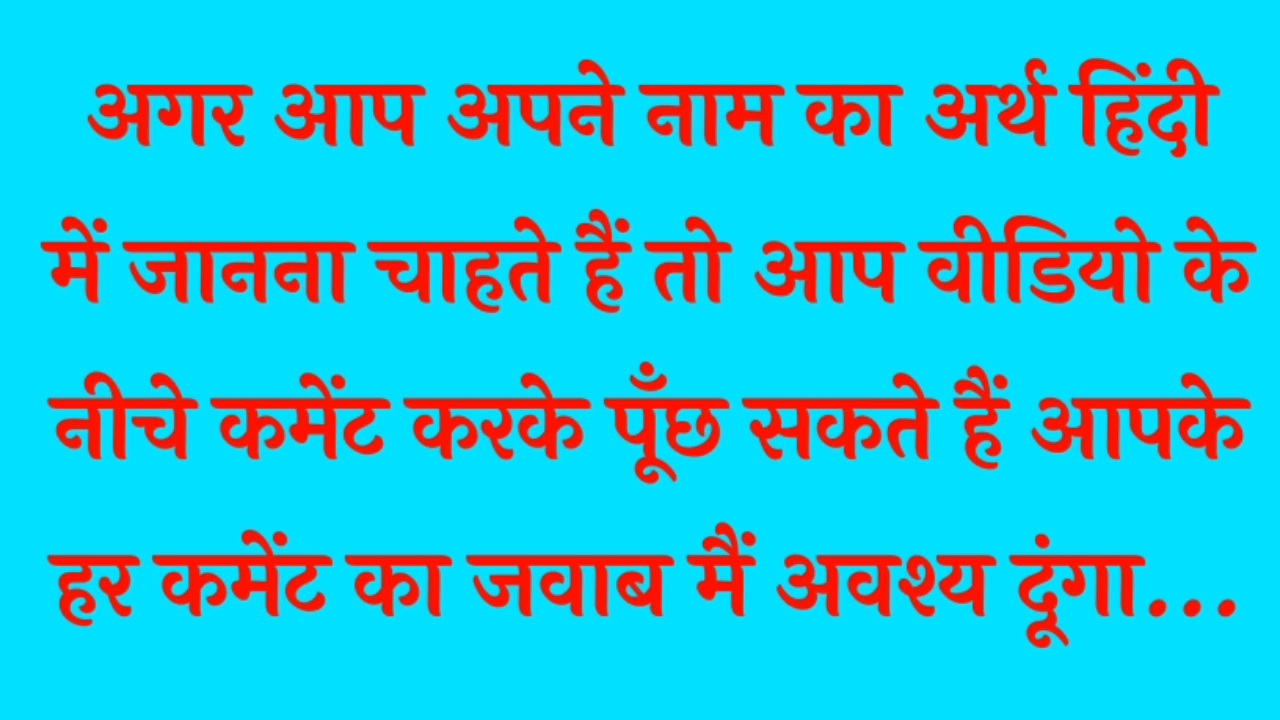 अगर आप अपने नाम का अर्थ हिंदी
में जानना चाहते हैं तो आप वीडियो के
नीचे कमेंट करके पूँछ सकते हैं आपके
हर कमेंट का जवाब मैं अवश्य दूंगा...